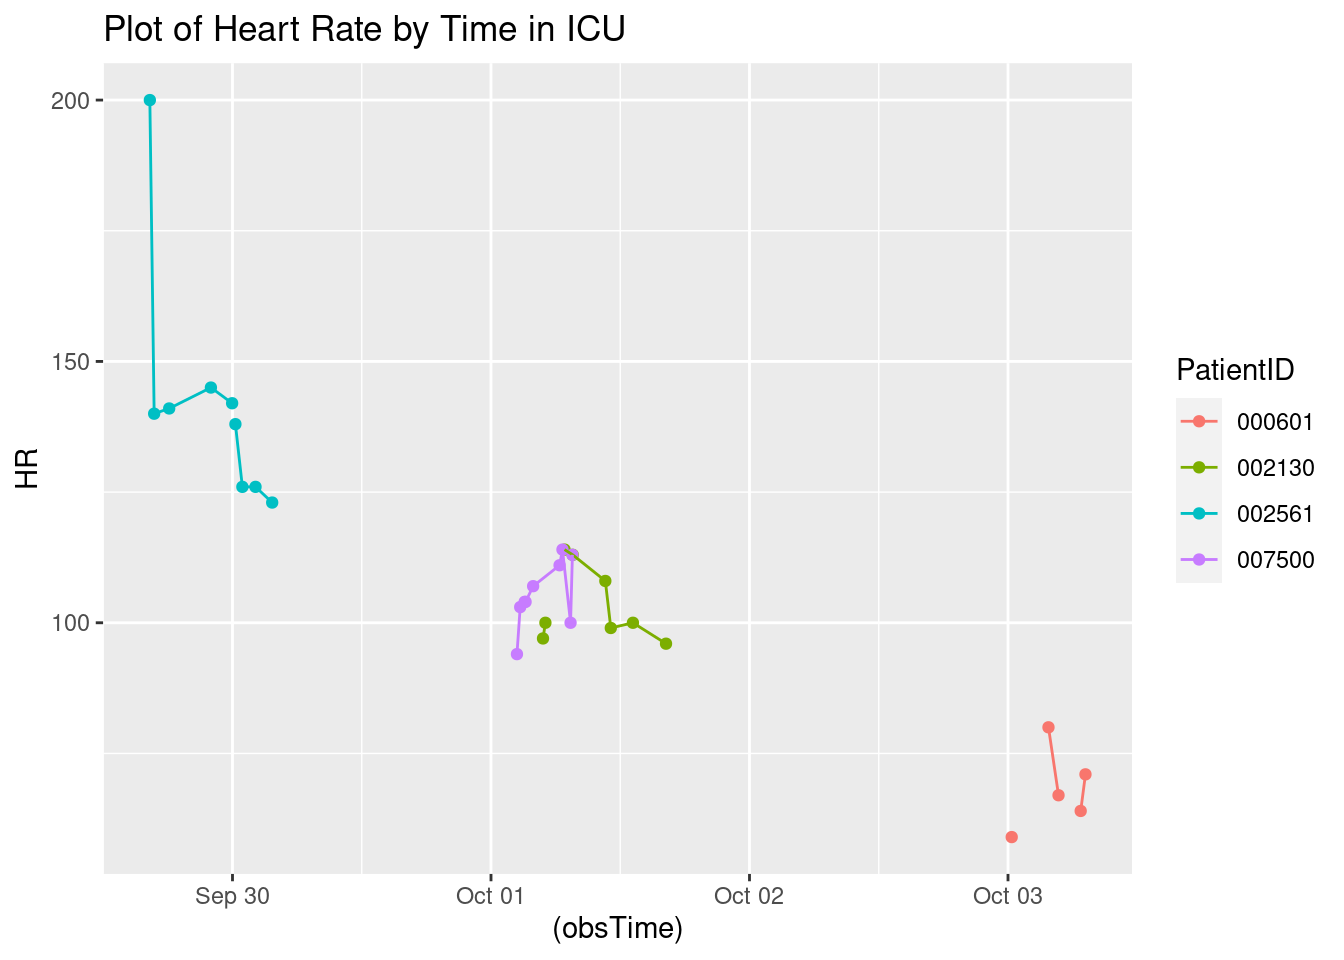 Plot of Heart Rate by Time in ICU
200
150
100
HR
Sep 30
Oct 01
Oct 02
Oct 03
(obsTime)
PatientID
000601
002130
002561
007500